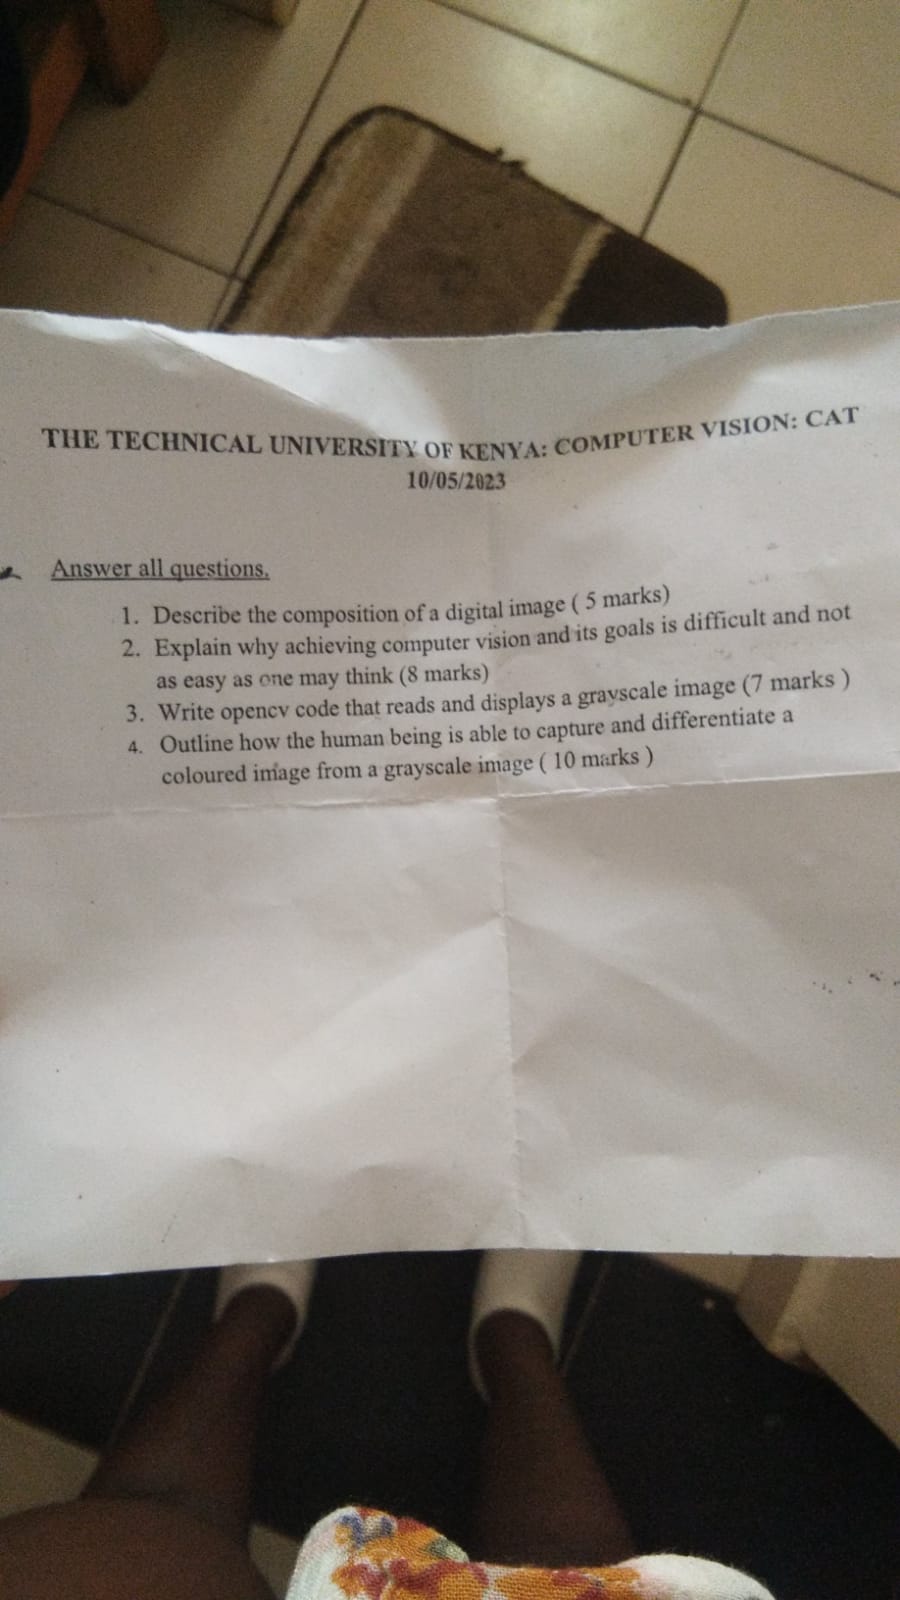 THE TECHNICAL UNIVERSITY OF KENYA: COMPUTER VISION: CAT
10/05/2023
Answer all questions.
1. Describe the composition of a digital image ( 5 marks)
2. Explain why achieving computer vision and its goals is difficult and not
as easy as one may think (8 marks)
3. Write opencv code that reads and displays a grayscale image (7 marks )
4. Outline how the human being is able to capture and differentiate a
coloured image from a grayscale image ( 10 marks )